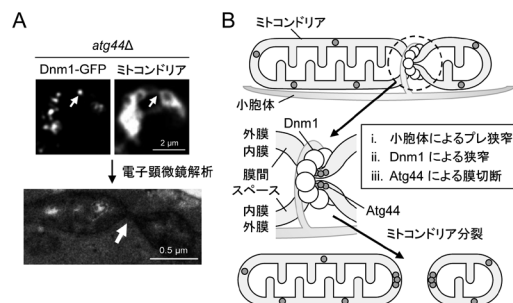 A
atg44Δ
Dnm1-GFP ミトコンドリア
2 µm
電子顕微鏡解析
0.5 µm
B
ミトコンドリア
小胞体
Dnm1
外膜
内膜
膜間
スペース
内膜
外膜
Atg44
i. 小胞体によるプレ狭窄
ii. Dnm1 による狭窄
iii. Atg44 による膜切断
ミトコンドリア分裂